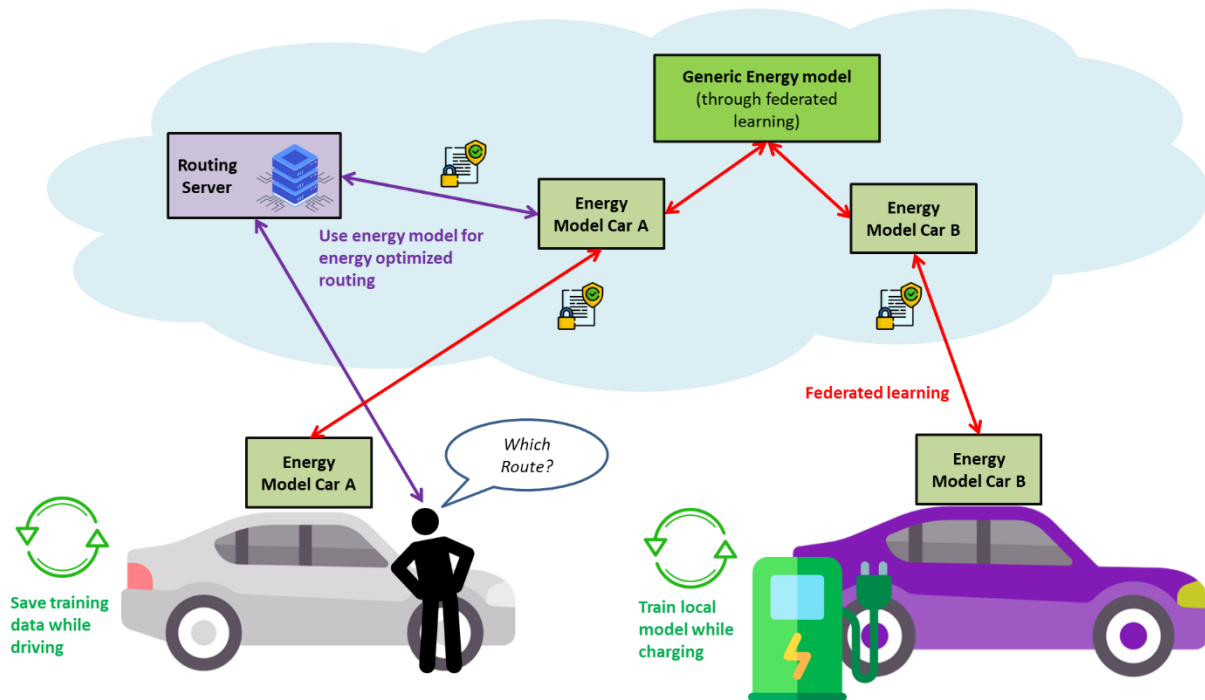 Generic Energy model
(through federated
learning)
Routing
Server
Energy
Model Car A
Energy
Model Car B
Use energy model for
energy optimized
routing
Federated learning
Which
Route?
Energy
Model Car A
Energy
Model Car B
Save training
data while
driving
Train local
model while
charging